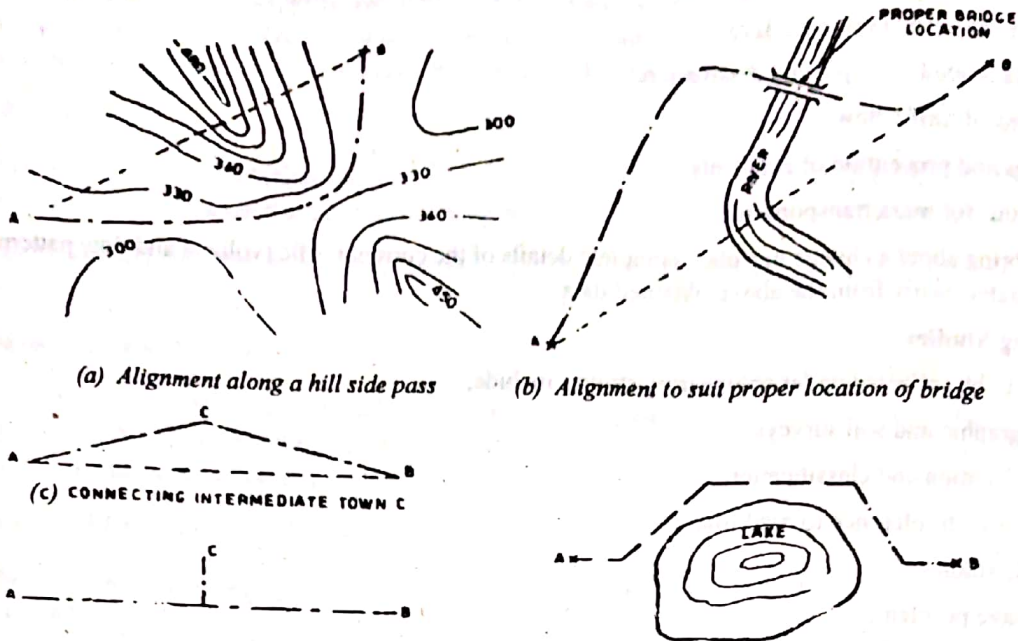 PROPER BRIDGE
LOCATION
B
B
400
360
330
A
300
300
330
360
450
RIVER
A
(a) Alignment along a hill side pass
(b) Alignment to suit proper location of bridge
C
A
B
(c) CONNECTING INTERMEDIATE TOWN C
C
A
B
LAKE
A
B